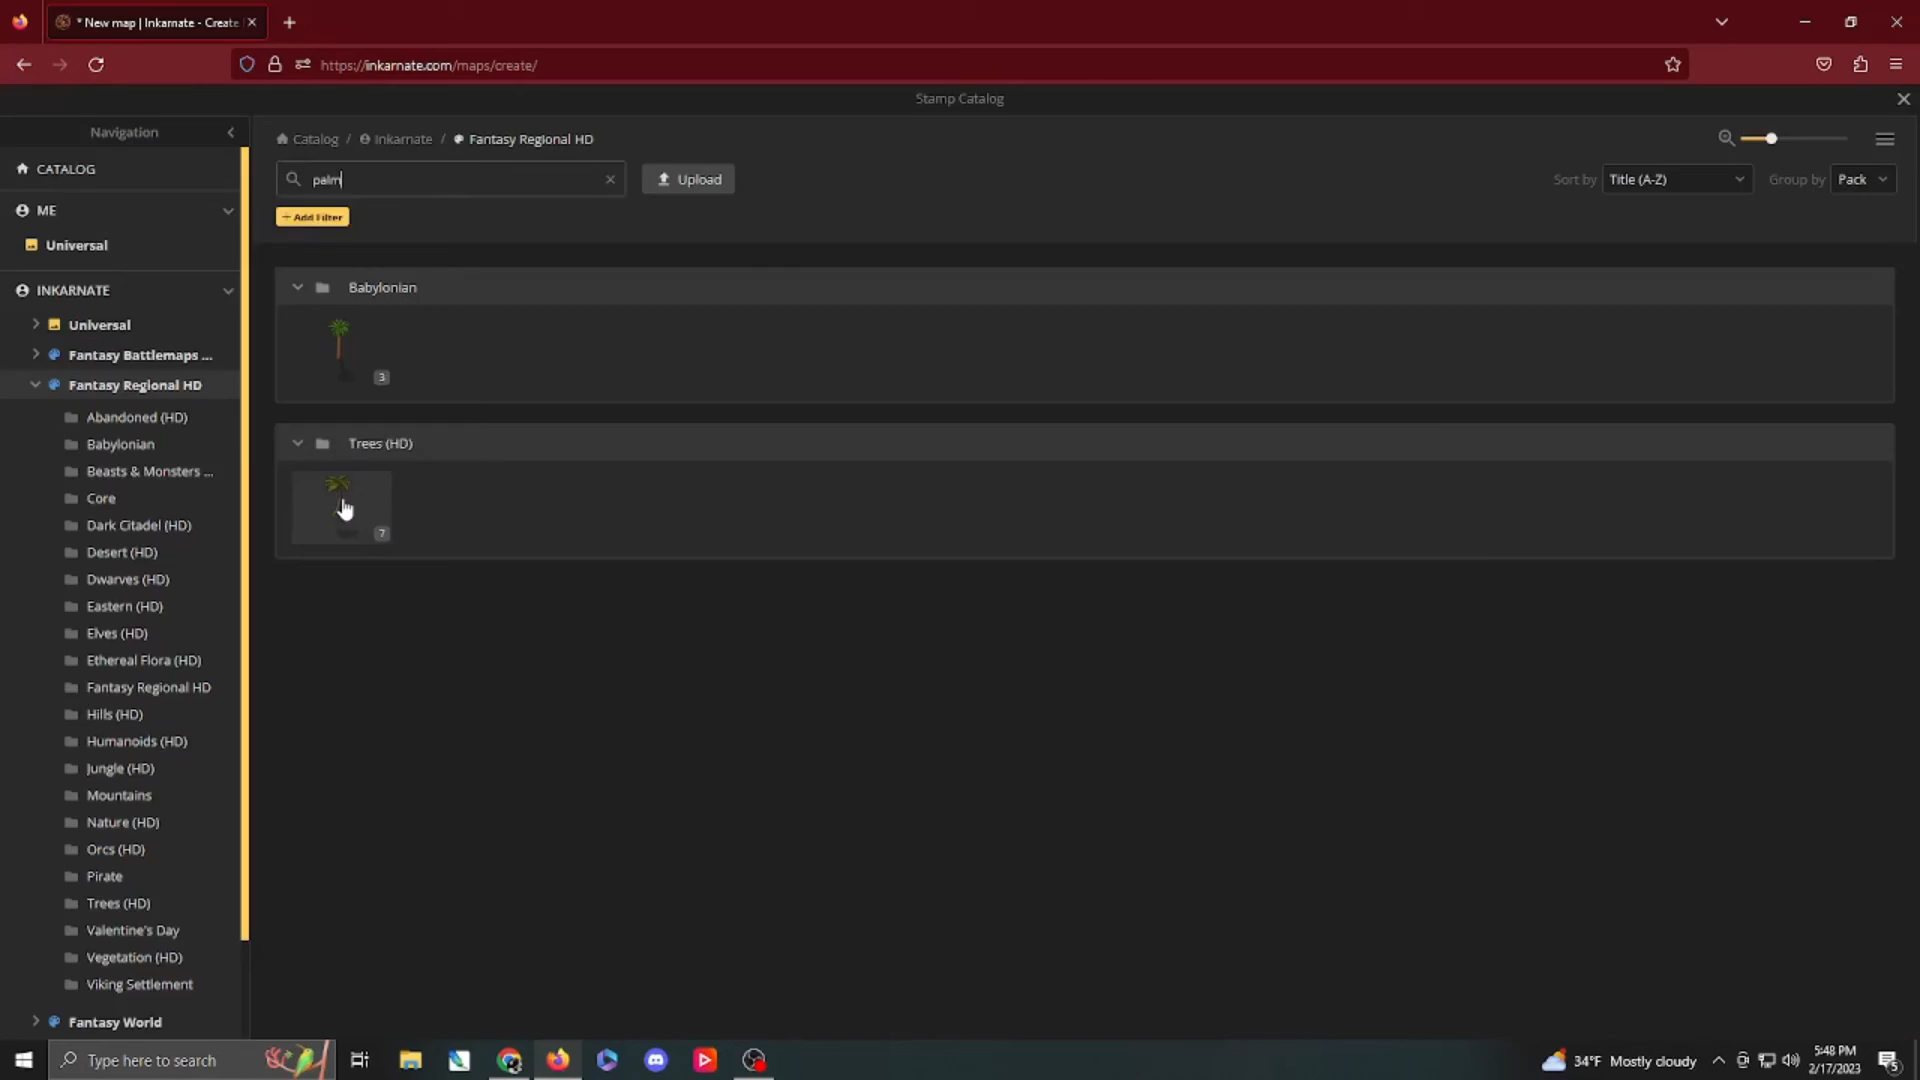 * New map | Inkarnate - Create
https://inkarnate.com/maps/create/
Stamp Catalog
Navigation
Catalog / Inkarnate / Fantasy Regional HD
CATALOG
palm
Upload
Sort by Title (A-Z)
Group by Pack
+ Add Filter
ME
Universal
INKARNATE
Universal
Fantasy Battlemaps ...
Fantasy Regional HD
Abandoned (HD)
Babylonian
Beasts & Monsters ...
Core
Dark Citadel (HD)
Desert (HD)
Dwarves (HD)
Eastern (HD)
Elves (HD)
Ethereal Flora (HD)
Fantasy Regional HD
Hills (HD)
Humanoids (HD)
Jungle (HD)
Mountains
Nature (HD)
Orcs (HD)
Pirate
Trees (HD)
Valentine's Day
Vegetation (HD)
Viking Settlement
Fantasy World
Babylonian
3
Trees (HD)
7
Type here to search
34°F Mostly cloudy
5:48 PM
2/17/2023
5